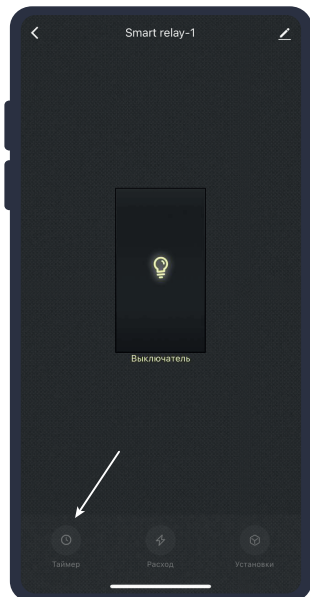 Smart relay-1
Выключатель
Таймер
Расход
Установки